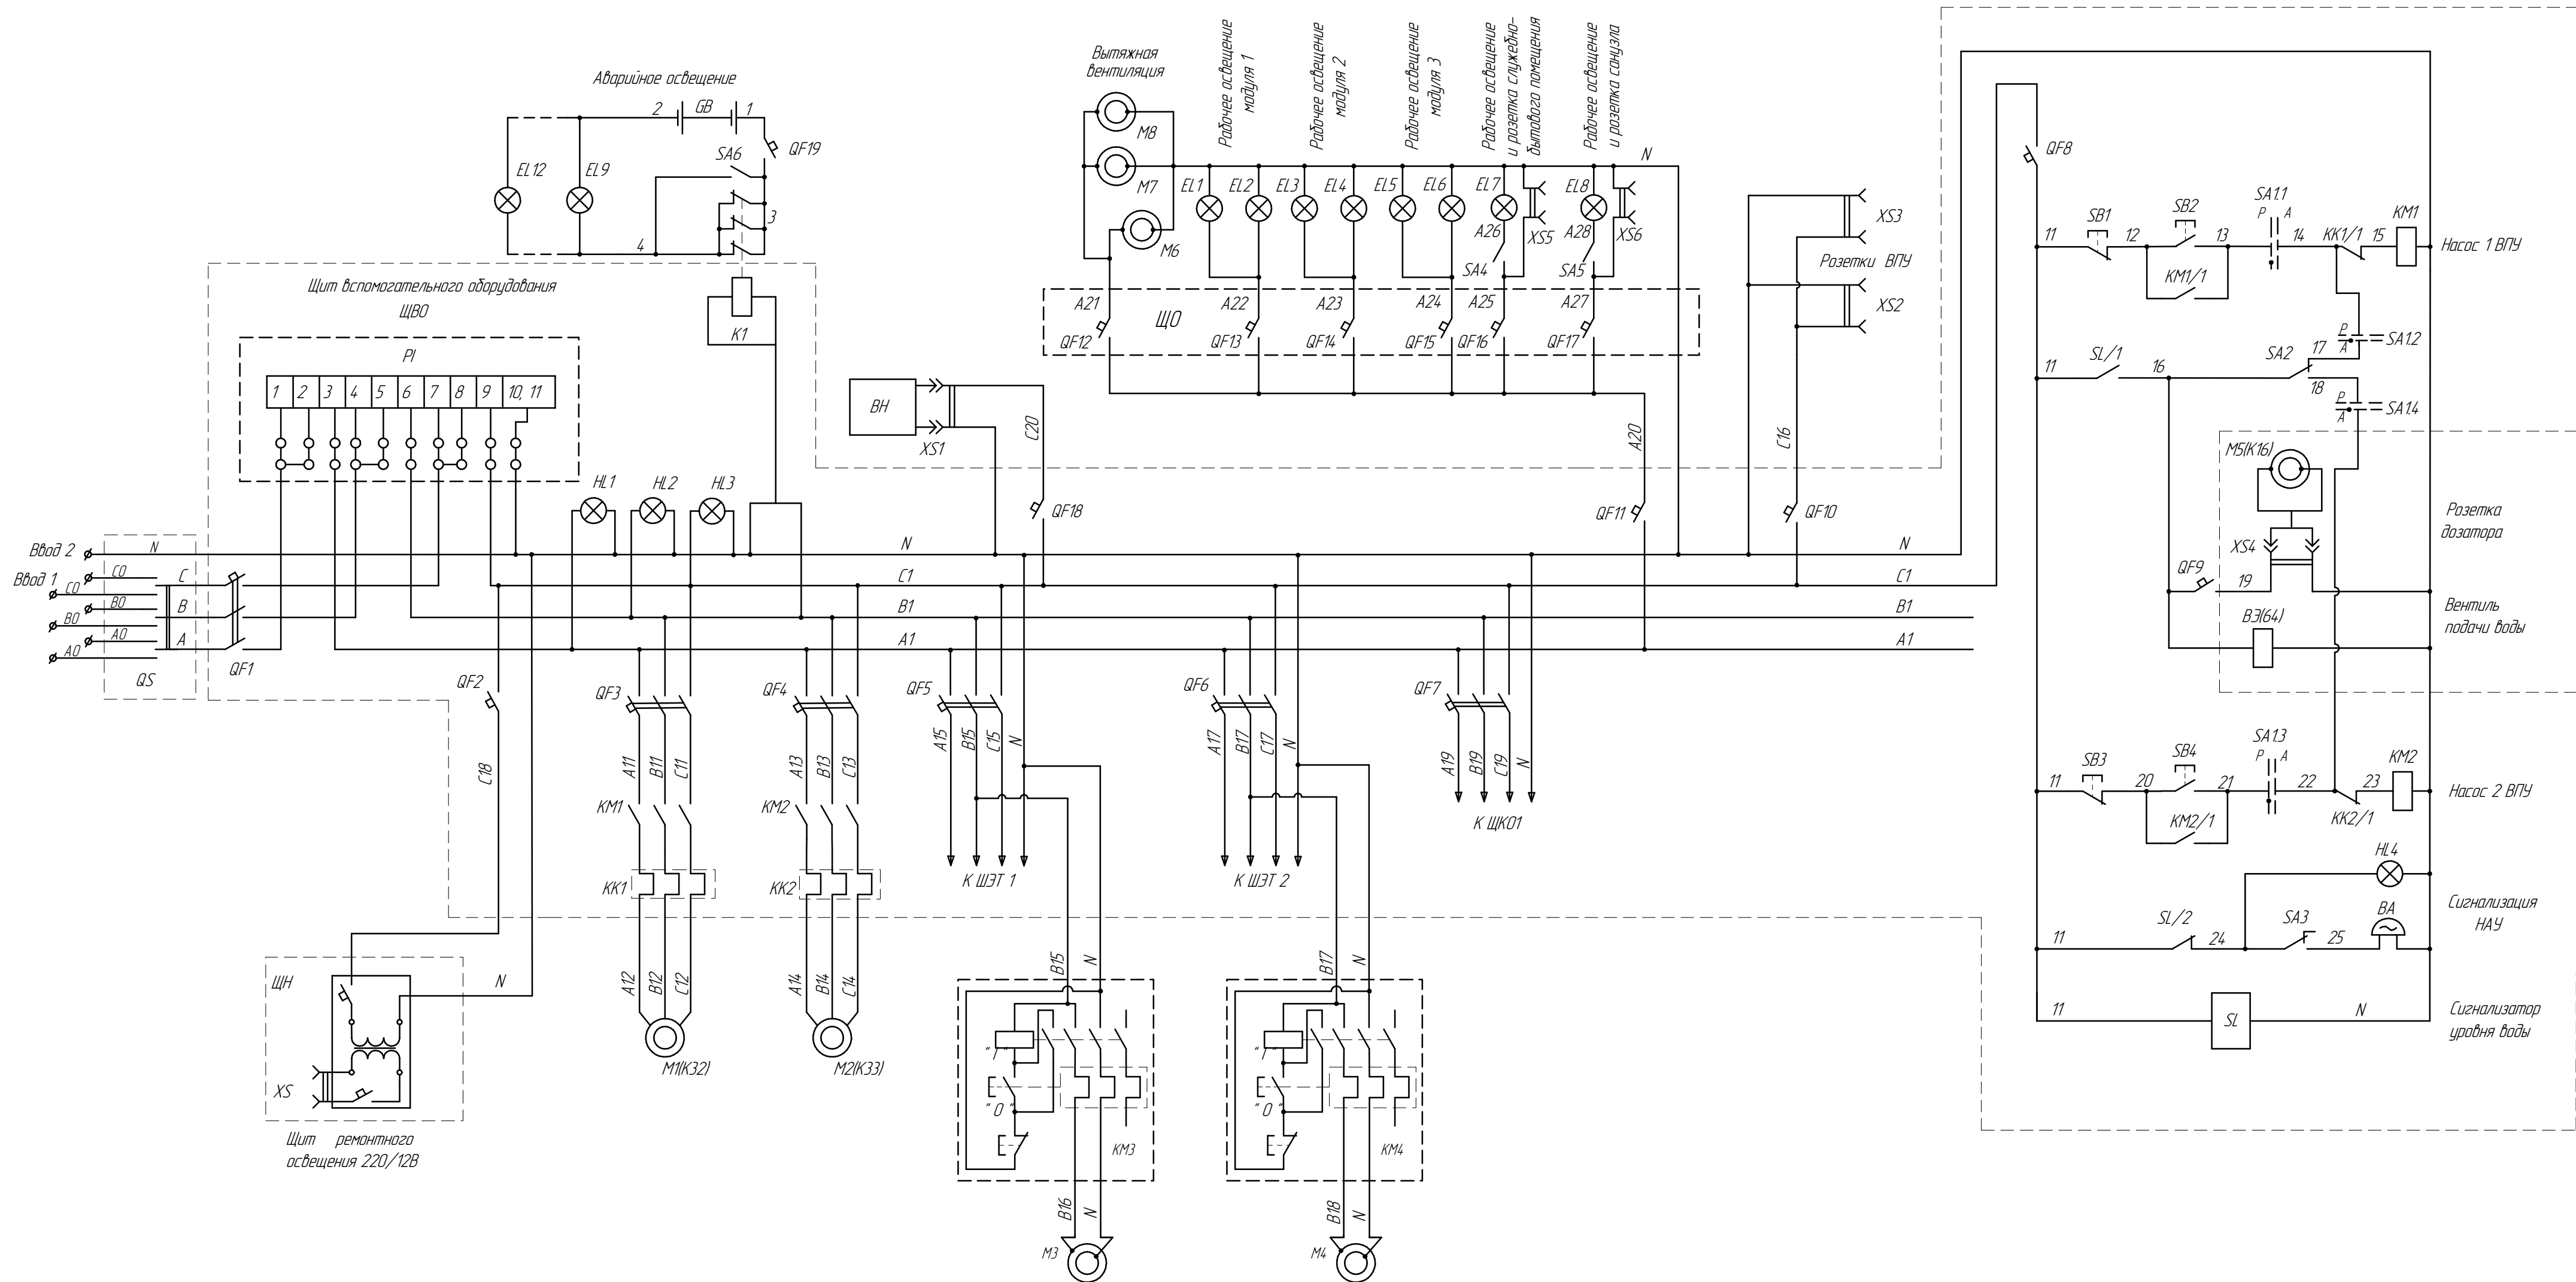 Аварийное освещение
2
GB
1
QF19
SA6
EL12
EL9
3
4
K1
Щит вспомогательного оборудования
ЩВО
PI
1 2 3 4 5 6 7 8 9 10, 11
HL1
HL2
HL3
Ввод 2
Ввод 1
N
C0
C0
B0
B0
A0
A0
C
B
A
QS
QF1
N
C1
B1
A1
N
C1
B1
A1
Вытяжная
вентиляция
M8
M7
M6
Рабочее освещение
модуля 1
Рабочее освещение
модуля 2
Рабочее освещение
модуля 3
Рабочее освещение
и розетка служебно-
бытового помещения
Рабочее освещение
и розетка санузла
N
EL1
EL2
EL3
EL4
EL5
EL6
EL7
EL8
A26
XS5
A28
XS6
SA4
SA5
A21
ЩО
A22
A23
A24
A25
A27
QF12
QF13
QF14
QF15
QF16
QF17
ВН
XS1
C20
QF18
A20
QF11
XS3
Розетки ВПУ
XS2
C16
QF10
QF2
C18
QF3
A11
B11
C11
KM1
KK1
A12
B12
C12
M1(K32)
QF4
A13
B13
C13
KM2
KK2
A14
B14
C14
M2(K33)
QF5
A15
B15
C15
N
К ШЭТ 1
QF6
A17
B17
C17
N
К ШЭТ 2
QF7
A19
B19
C19
N
К ЩК01
ЩН
N
XS
Щит ремонтного
освещения 220/12В
B15
N
" I "
" O "
KM3
B16
N
M3
B17
N
" I "
" O "
KM4
B18
N
M4
QF8
11
SB1
12
SB2
13
SA1.1
P A
14
KK1/1
15
KM1
Насос 1 ВПУ
KM1/1
P
A
SA1.2
17
11
SL/1
16
SA2
18
P
A
SA1.4
M5(K16)
XS4
QF9
19
Розетка
дозатора
ВЗ(64)
Вентиль
подачи воды
11
SB3
20
SB4
21
SA1.3
P A
22
KK2/1
23
KM2
Насос 2 ВПУ
KM2/1
HL4
11
SL/2
24
SA3
25
BA
Сигнализация
НАУ
11
SL
N
Сигнализатор
уровня воды